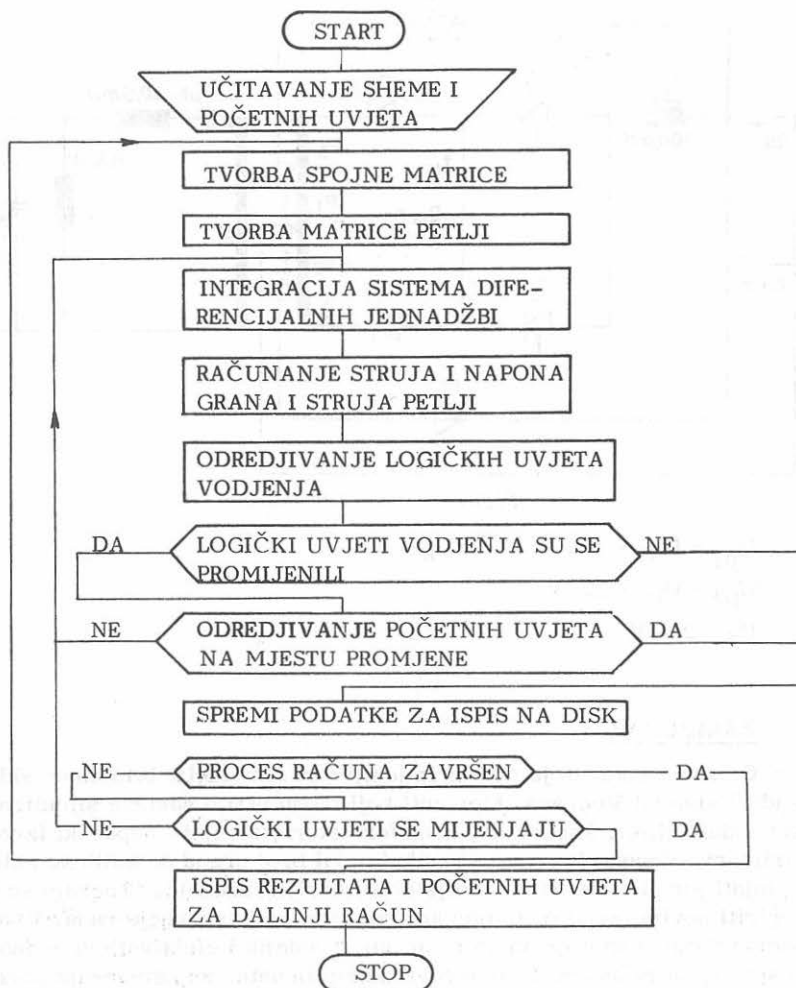 START
UČITAVANJE SHEME I
POČETNIH UVJETA
TVORBA SPOJNE MATRICE
TVORBA MATRICE PETLJI
INTEGRACIJA SISTEMA DIFE-
RENCIJALNIH JEDNADŽBI
RAČUNANJE STRUJA I NAPONA
GRANA I STRUJA PETLJI
ODREDJIVANJE LOGIČKIH UVJETA
VODJENJA
DA
LOGIČKI UVJETI VODJENJA SU SE
PROMIJENILI
NE
NE
ODREDJIVANJE POČETNIH UVJETA
NA MJESTU PROMJENE
DA
SPREMI PODATKE ZA ISPIS NA DISK
NE
PROCES RAČUNA ZAVRŠEN
DA
NE
LOGIČKI UVJETI SE MIJENJAJU
DA
ISPIS REZULTATA I POČETNIH UVJETA
ZA DALJNJI RAČUN
STOP